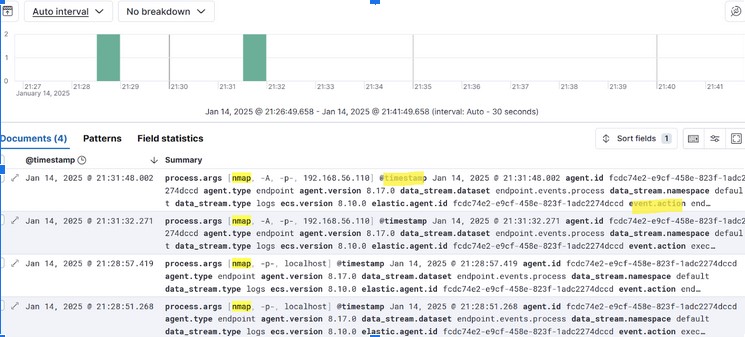 Auto interval No breakdown
2
1
0
21:27 21:28 21:29 21:30 21:31 21:32 21:33 21:34 21:35 21:36 21:37 21:38 21:39 21:40 21:41
January 14, 2025
Jan 14, 2025 @ 21:26:49.658 - Jan 14, 2025 @ 21:41:49.658 (interval: Auto - 30 seconds)
Documents (4) Patterns Field statistics Sort fields 1
@timestamp Summary
Jan 14, 2025 @ 21:31:48.002 process.args [nmap, -A, -p-, 192.168.56.110] @timestamp Jan 14, 2025 @ 21:31:48.002 agent.id fcdc74e2-e9cf-458e-823f-1adc2
274dccd agent.type endpoint agent.version 8.17.0 data_stream.dataset endpoint.events.process data_stream.namespace defaul
t data_stream.type logs ecs.version 8.10.0 elastic.agent.id fcdc74e2-e9cf-458e-823f-1adc2274dccd event.action end…
Jan 14, 2025 @ 21:31:32.271 process.args [nmap, -A, -p-, 192.168.56.110] @timestamp Jan 14, 2025 @ 21:31:32.271 agent.id fcdc74e2-e9cf-458e-823f-1adc2
274dccd agent.type endpoint agent.version 8.17.0 data_stream.dataset endpoint.events.process data_stream.namespace defaul
t data_stream.type logs ecs.version 8.10.0 elastic.agent.id fcdc74e2-e9cf-458e-823f-1adc2274dccd event.action exec…
Jan 14, 2025 @ 21:28:57.419 process.args [nmap, -p-, localhost] @timestamp Jan 14, 2025 @ 21:28:57.419 agent.id fcdc74e2-e9cf-458e-823f-1adc2274dccd
agent.type endpoint agent.version 8.17.0 data_stream.dataset endpoint.events.process data_stream.namespace default
data_stream.type logs ecs.version 8.10.0 elastic.agent.id fcdc74e2-e9cf-458e-823f-1adc2274dccd event.action end…
Jan 14, 2025 @ 21:28:51.268 process.args [nmap, -p-, localhost] @timestamp Jan 14, 2025 @ 21:28:51.268 agent.id fcdc74e2-e9cf-458e-823f-1adc2274dccd
agent.type endpoint agent.version 8.17.0 data_stream.dataset endpoint.events.process data_stream.namespace default
data_stream.type logs ecs.version 8.10.0 elastic.agent.id fcdc74e2-e9cf-458e-823f-1adc2274dccd event.action exec…